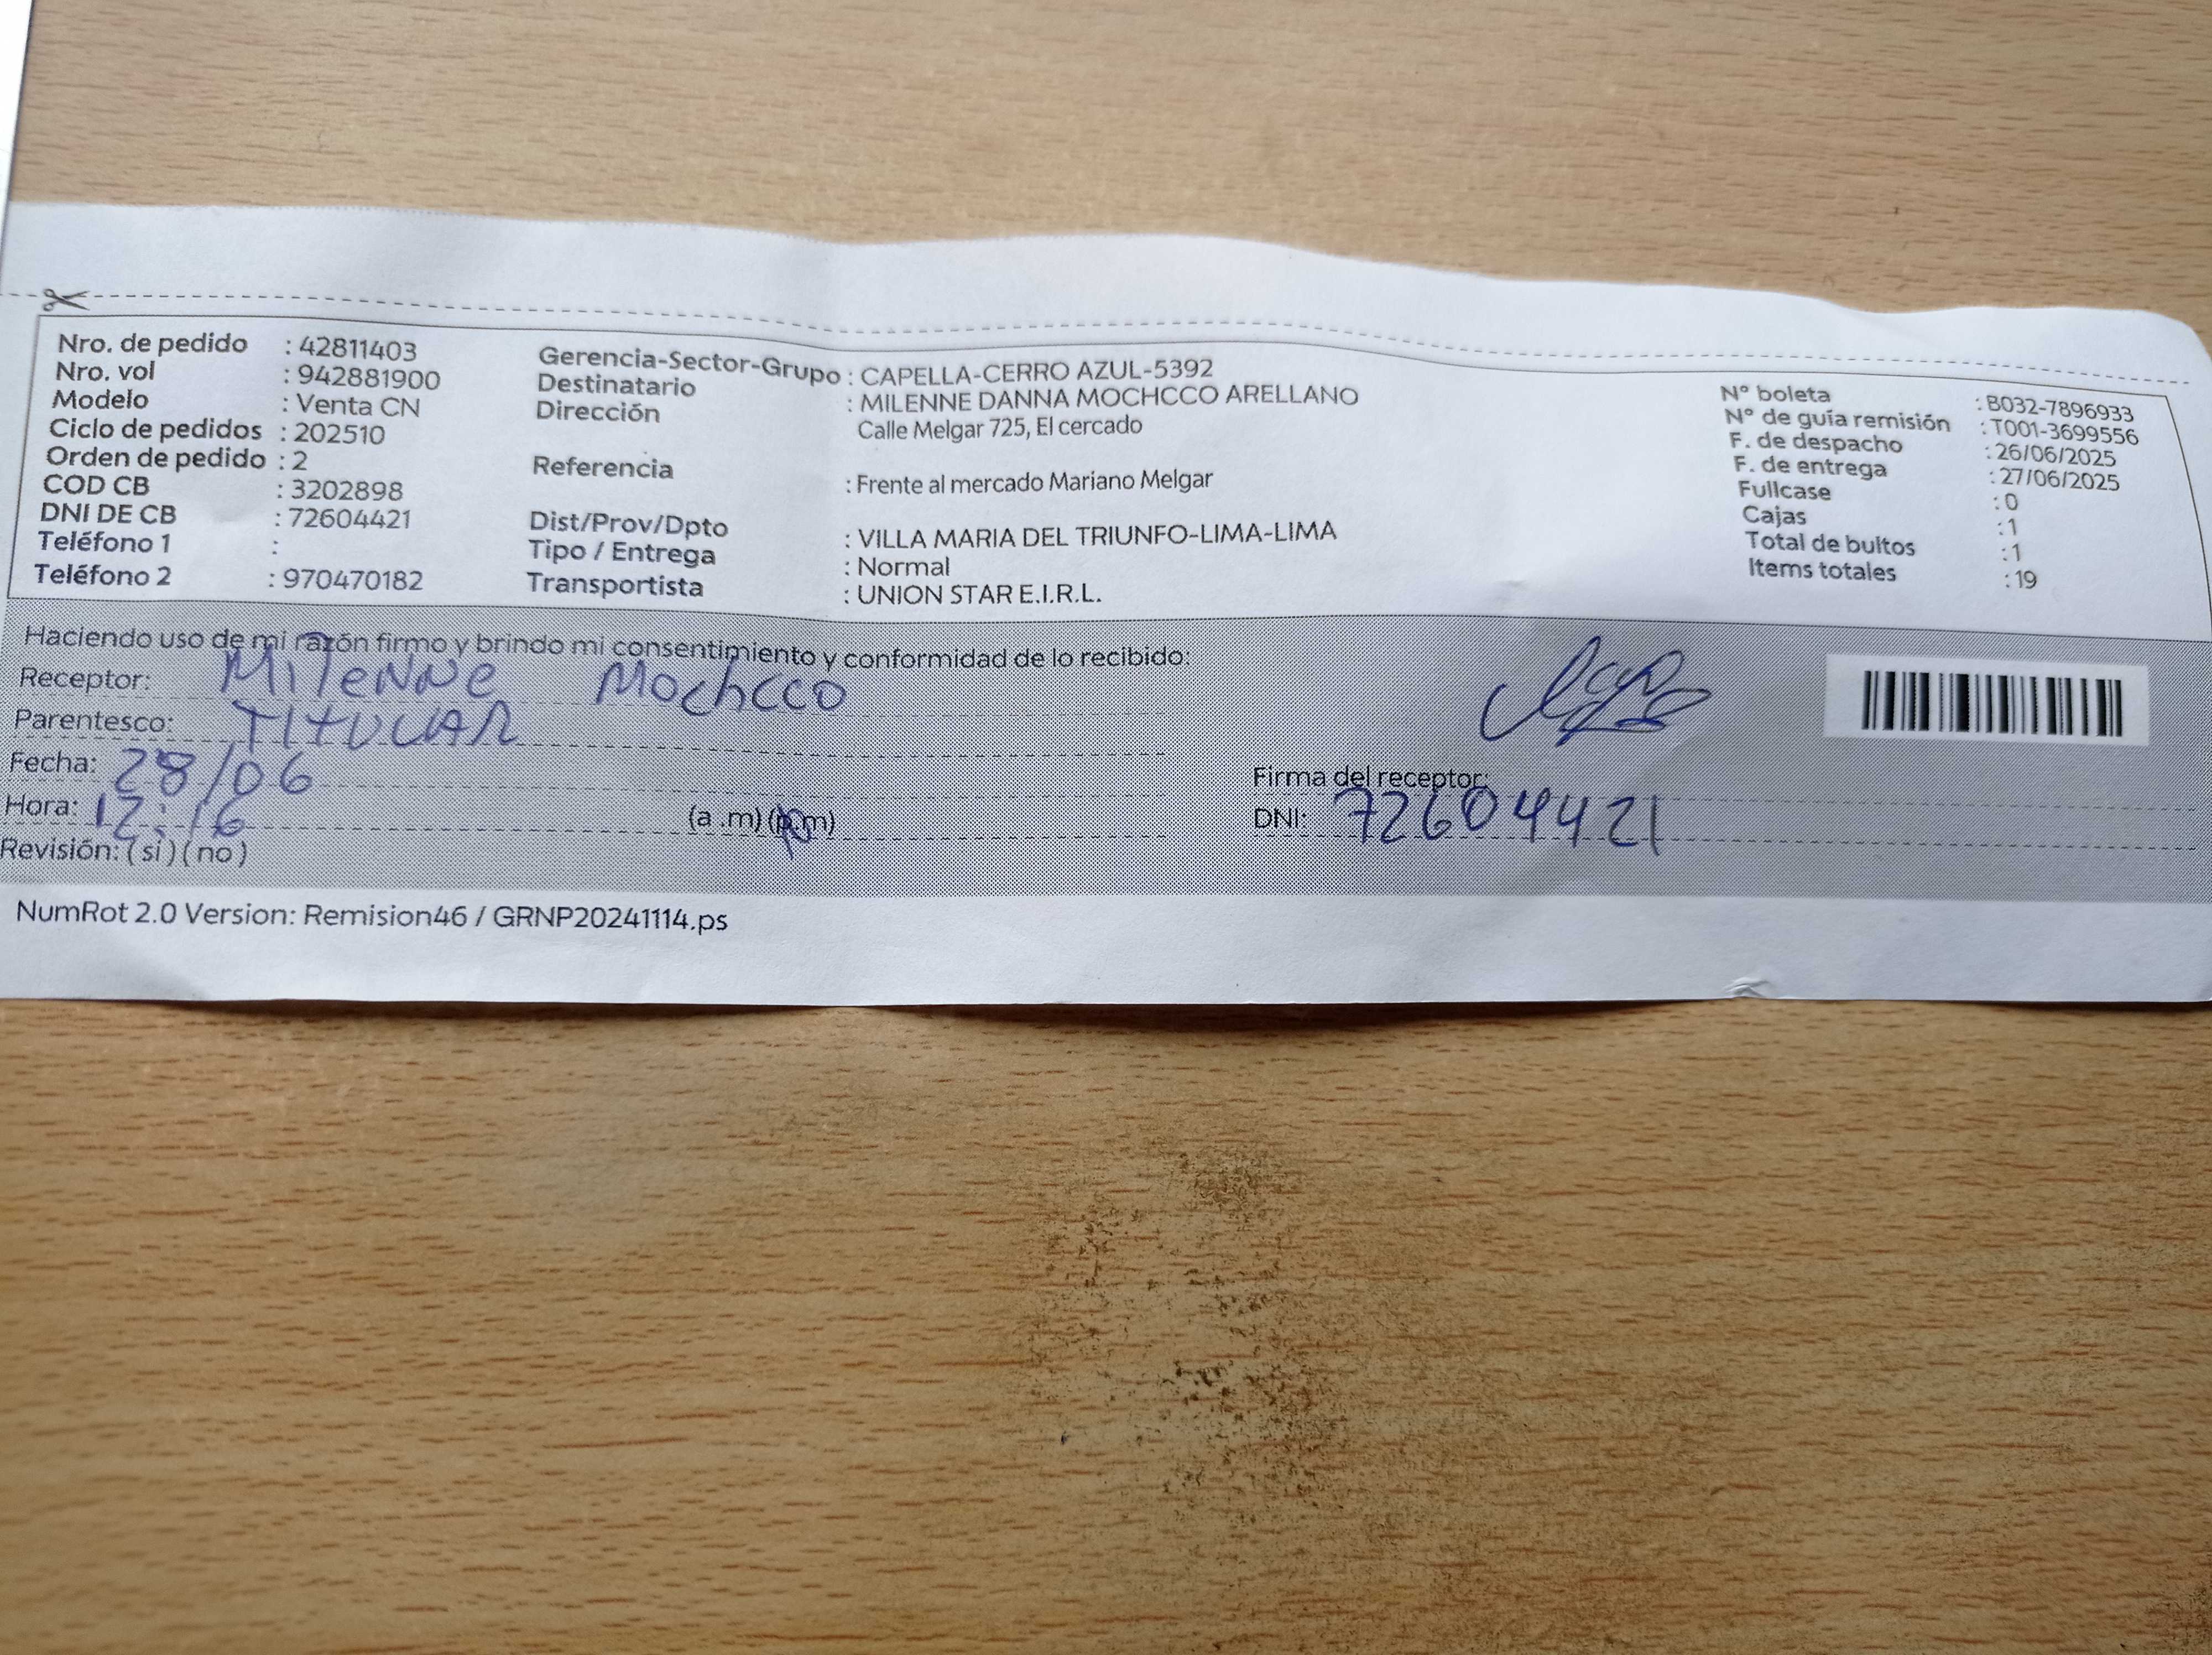 Nro. de pedido : 42811403
Nro. vol : 942881900
Modelo : Venta CN
Ciclo de pedidos : 202510
Orden de pedido : 2
COD CB : 3202898
DNI DE CB : 72604421
Teléfono 1 :
Teléfono 2 : 970470182
Gerencia-Sector-Grupo : CAPELLA-CERRO AZUL-5392
Destinatario : MILENNE DANNA MOCHCCO ARELLANO
Dirección Calle Melgar 725, El cercado
Referencia : Frente al mercado Mariano Melgar
Dist/Prov/Dpto : VILLA MARIA DEL TRIUNFO-LIMA-LIMA
Tipo / Entrega : Normal
Transportista : UNION STAR E.I.R.L.
N° boleta : B032-7896933
N° de guía remisión : T001-3699556
F. de despacho : 26/06/2025
F. de entrega : 27/06/2025
Fullcase : 0
Cajas : 1
Total de bultos : 1
Items totales : 19
Haciendo uso de mi razón firmo y brindo mi consentimiento y conformidad de lo recibido:
Receptor: Milenne Mochcco
Parentesco: TITULAR
Fecha: 28/06
Hora: 12:16 (a .m) (p.m)
Revisión: (si) (no)
Firma del receptor:
DNI: 72604421
NumRot 2.0 Version: Remision46 / GRNP20241114.ps